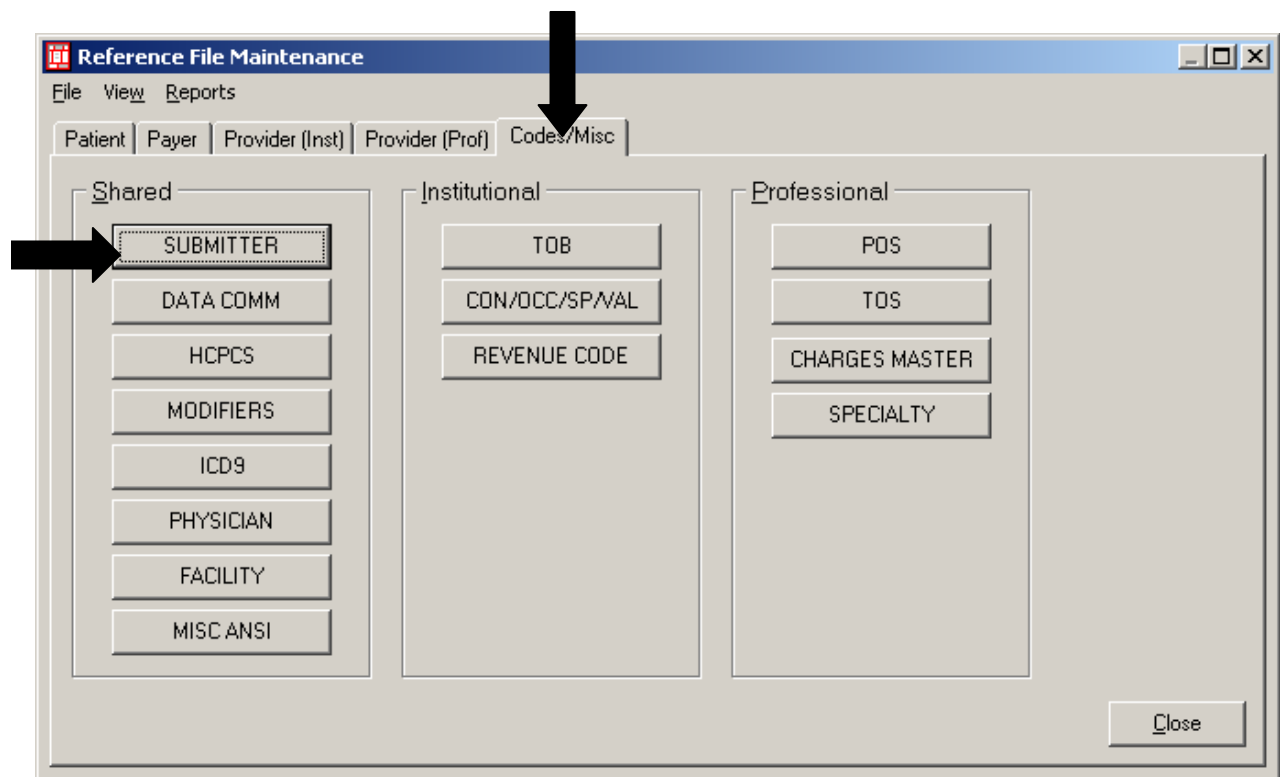 Reference File Maintenance
File View Reports
Patient Payer Provider (Inst) Provider (Prof) Codes/Misc
Shared
SUBMITTER
DATA COMM
HCPCS
MODIFIERS
ICD9
PHYSICIAN
FACILITY
MISC ANSI
Institutional
TOB
CON/OCC/SP/VAL
REVENUE CODE
Professional
POS
TOS
CHARGES MASTER
SPECIALTY
Close